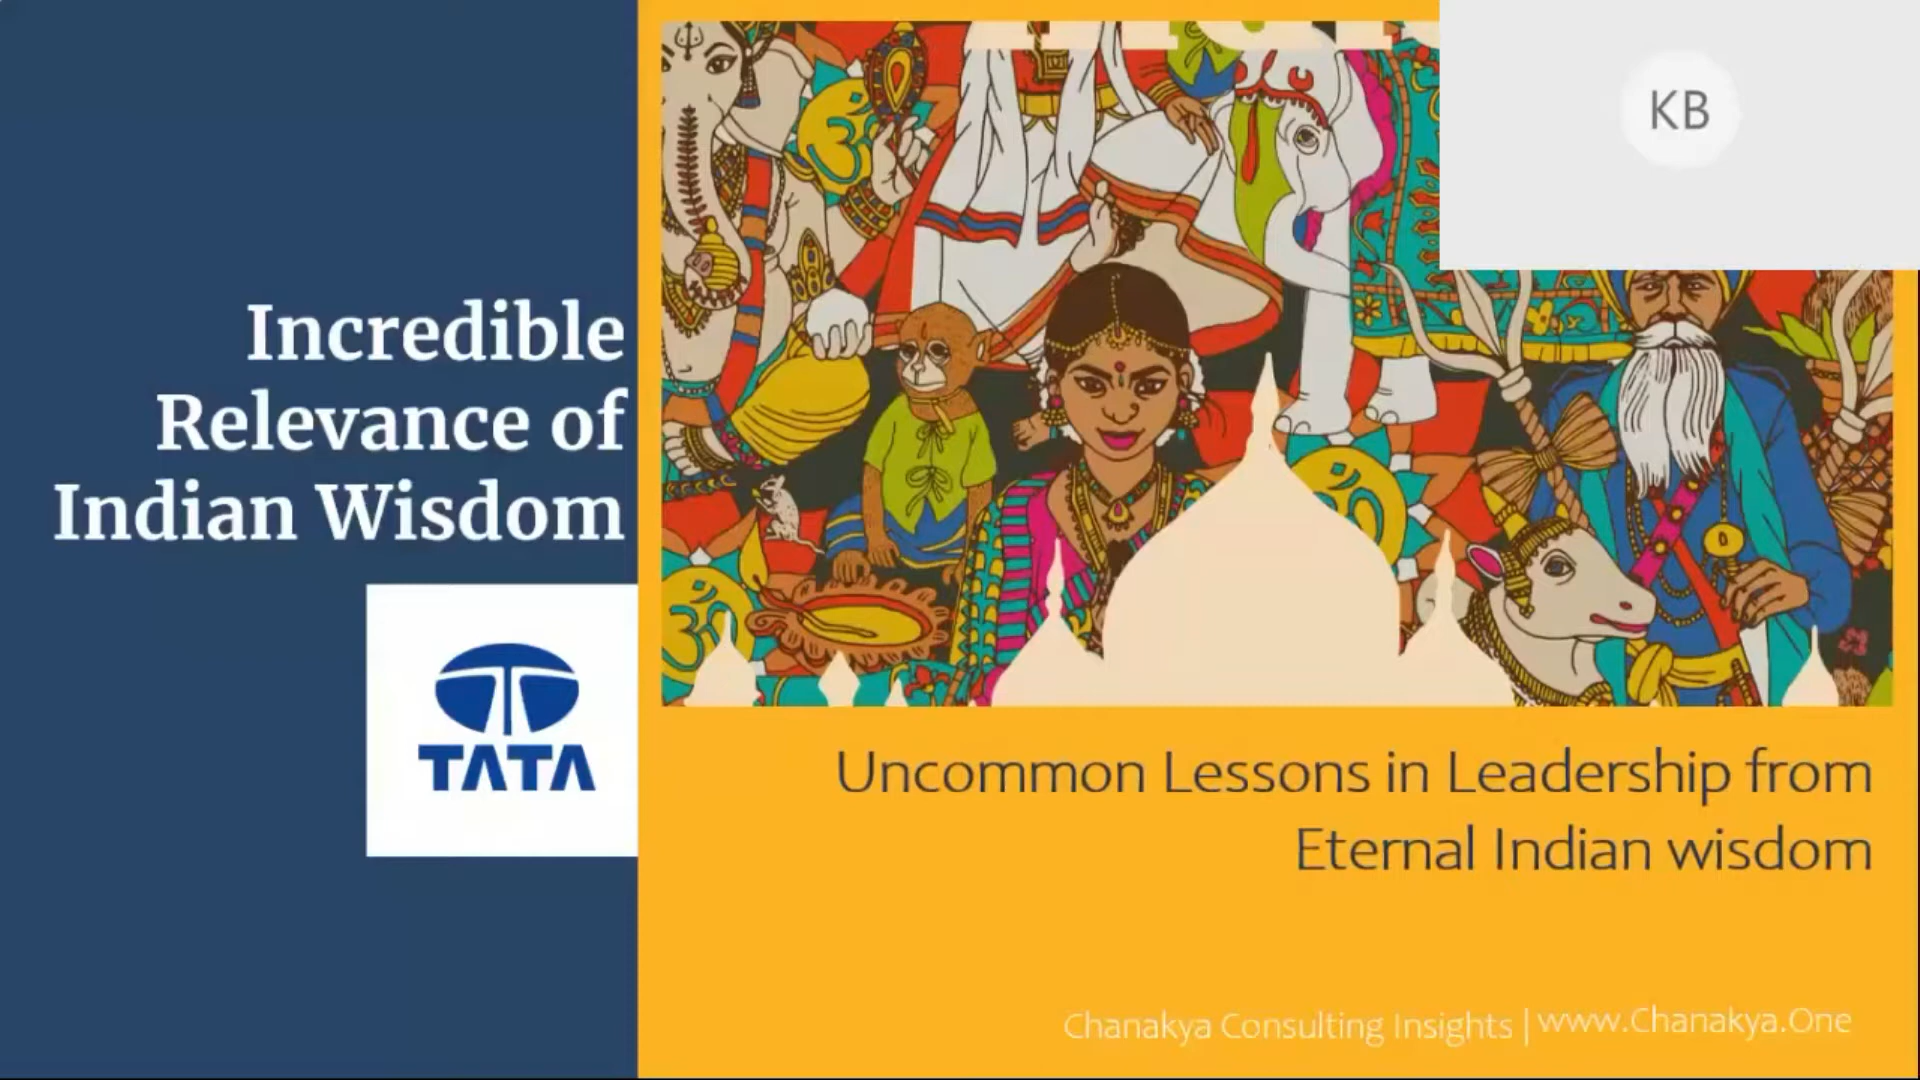 Incredible
Relevance of
Indian Wisdom
TATA
KB
Uncommon Lessons in Leadership from
Eternal Indian wisdom
Chanakya Consulting Insights | www.Chanakya.One